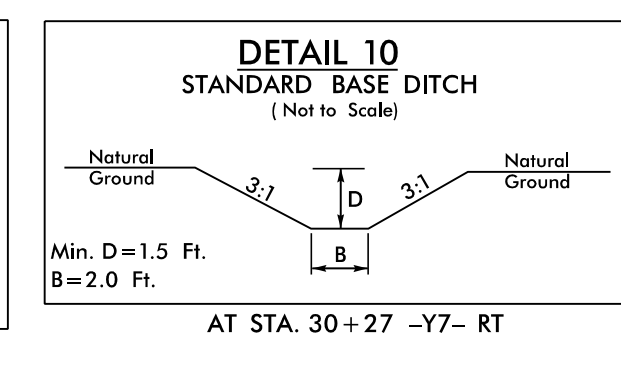 DETAIL 10
STANDARD BASE DITCH
( Not to Scale)
Natural
Ground
3:1
D
3:1
Natural
Ground
Min. D=1.5 Ft.
B
B=2.0 Ft.
AT STA. 30+27 -Y7- RT